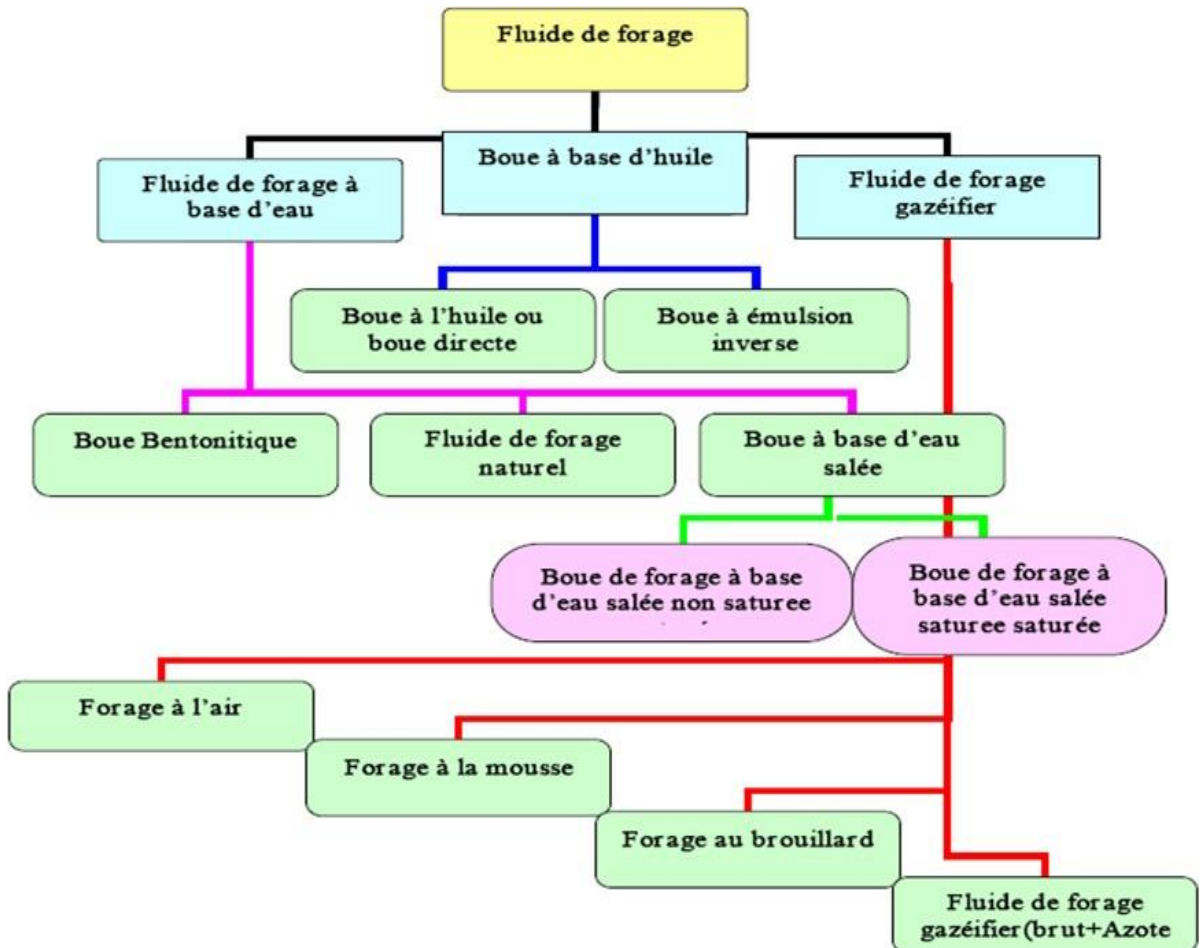 Fluide de forage
Boue à base d'huile
Fluide de forage à
base d'eau
Fluide de forage
gazéifier
Boue à l'huile ou
boue directe
Boue à émulsion
inverse
Boue Bentonitique
Fluide de forage
naturel
Boue à base d'eau
salée
Boue de forage à base
d'eau salée non saturee
Boue de forage à
base d'eau salée
saturee saturée
Forage à l'air
Forage à la mousse
Forage au brouillard
Fluide de forage
gazéifier(brut+Azote